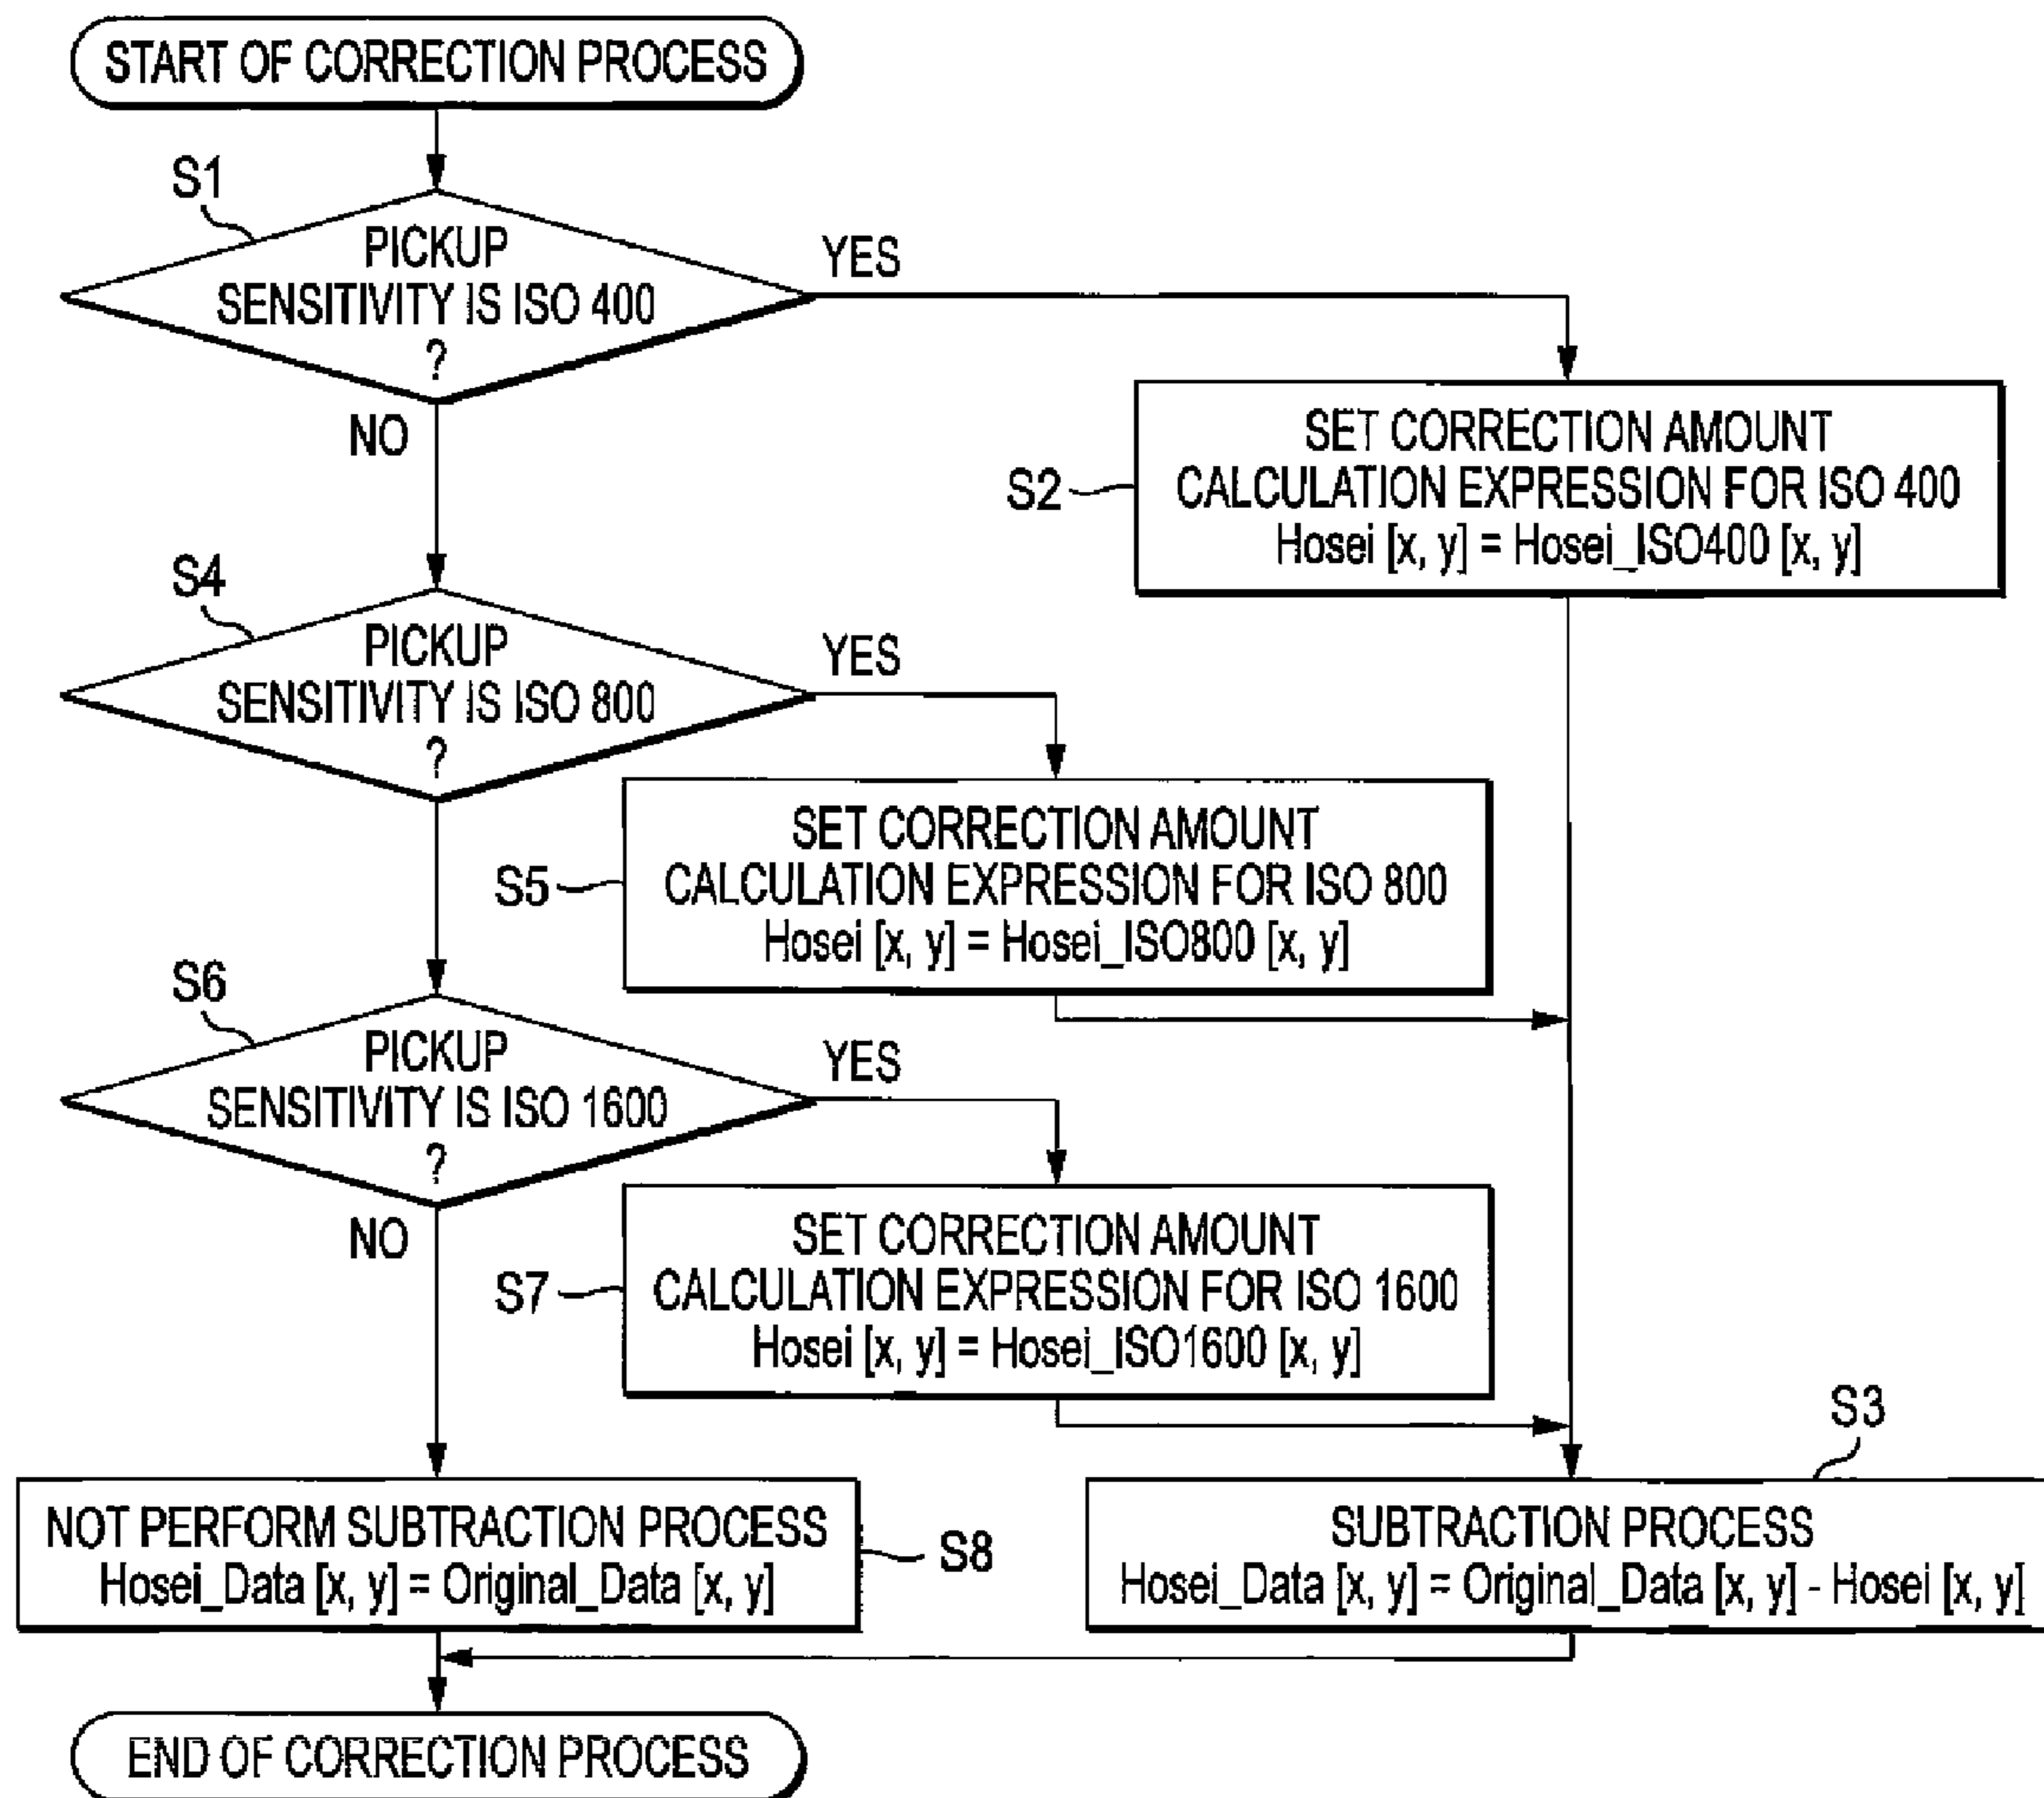 START OF CORRECTION PROCESS
S1
PICKUP
SENSITIVITY IS ISO 400
?
YES
NO
S2
SET CORRECTION AMOUNT
CALCULATION EXPRESSION FOR ISO 400
Hosei [x, y] = Hosei_ISO400 [x, y]
S4
PICKUP
SENSITIVITY IS ISO 800
?
YES
S5
SET CORRECTION AMOUNT
CALCULATION EXPRESSION FOR ISO 800
Hosei [x, y] = Hosei_ISO800 [x, y]
S6
PICKUP
SENSITIVITY IS ISO 1600
?
YES
NO
S7
SET CORRECTION AMOUNT
CALCULATION EXPRESSION FOR ISO 1600
Hosei [x, y] = Hosei_ISO1600 [x, y]
S3
NOT PERFORM SUBTRACTION PROCESS
Hosei_Data [x, y] = Original_Data [x, y]
S8
SUBTRACTION PROCESS
Hosei_Data [x, y] = Original_Data [x, y] - Hosei [x, y]
END OF CORRECTION PROCESS